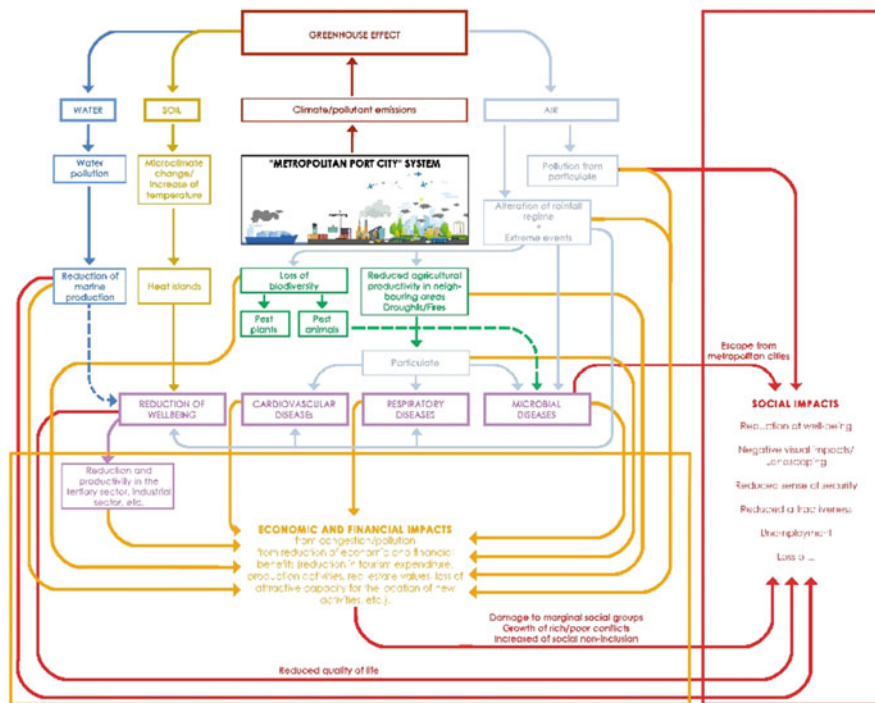 GREENHOUSE EFFECT
WATER
SOIL
Climate/pollutant emissions
AIR
"METROPOLITAN PORT CITY" SYSTEM
Water
pollution
Microclimate
change/
Increase of
temperature
Pollution from
particulate
Alteration of rainfall
regime
+
Extreme events
Reduction of
marine
production
Heat islands
Loss of
biodiversity
Reduced agricultural
productivity in neigh-
bouring areas
Droughts/Fires
Pest
plants
Pest
animals
Particulate
Escape from
metropolitan cities
REDUCTION OF
WELLBEING
CARDIOVASCULAR
DISEASES
RESPIRATORY
DISEASES
MICROBIAL
DISEASES
SOCIAL IMPACTS
Reduction of well-being
Negative visual impacts/
Landscaping
Reduced sense of security
Reduced attractiveness
Unemployment
Loss of ...
Reduction and
productivity in the
tertiary sector, industrial
sector, etc.
ECONOMIC AND FINANCIAL IMPACTS
from congestion/pollution
from reduction of economic and financial
benefits (reduction in tourism expenditure,
production activities, real estate values, loss of
attractive capacity for the location of new
activities, etc.).
Damage to marginal social groups
Growth of rich/poor conflicts
Increased of social non-inclusion
Reduced quality of life